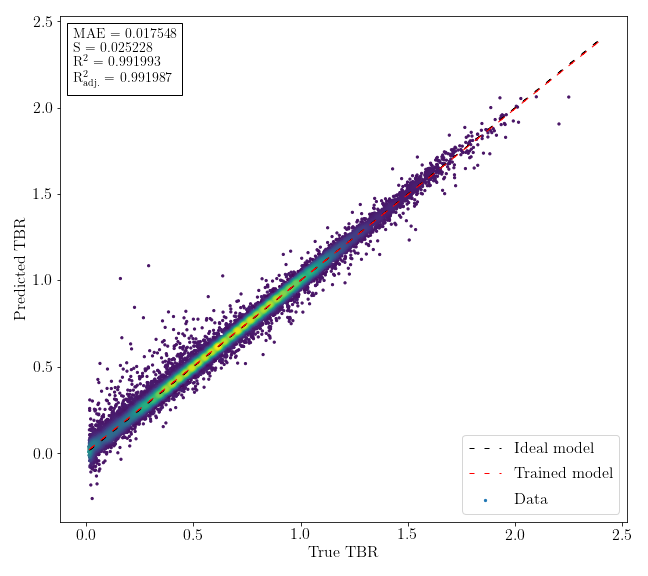 MAE = 0.017548
S = 0.025228
R² = 0.991993
R²adj. = 0.991987
Predicted TBR
2.5
2.0
1.5
1.0
0.5
0.0
Ideal model
Trained model
Data
0.0 0.5 1.0 1.5 2.0 2.5
True TBR